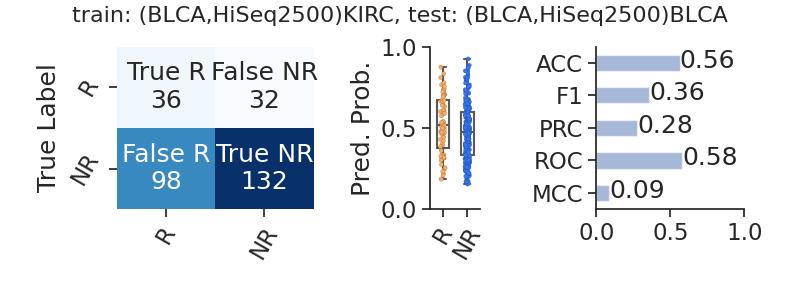 train: (BLCA,HiSeq2500)KIRC, test: (BLCA,HiSeq2500)BLCA
True Label
R
NR
True R
36
False NR
32
False R
98
True NR
132
R
NR
Pred. Prob.
1.0
0.5
0.0
R
NR
ACC
F1
PRC
ROC
MCC
0.56
0.36
0.28
0.58
0.09
0.0
0.5
1.0